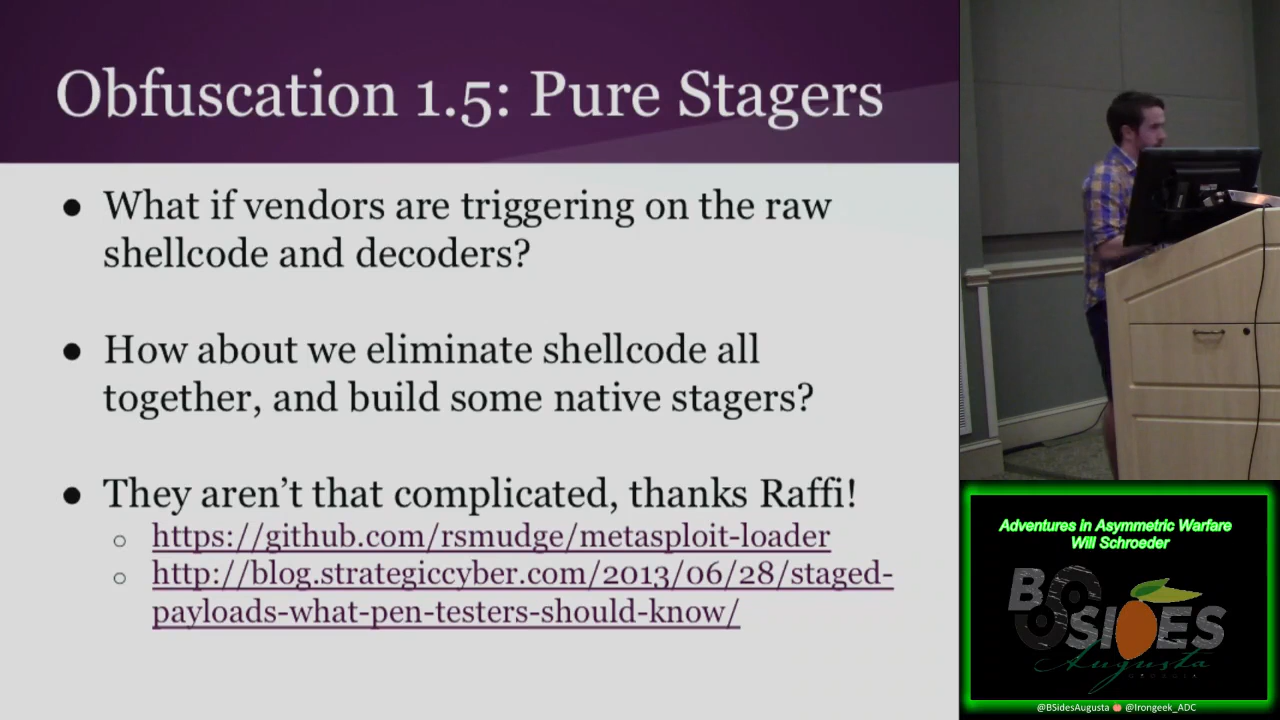 Obfuscation 1.5: Pure Stagers
● What if vendors are triggering on the raw
shellcode and decoders?
● How about we eliminate shellcode all
together, and build some native stagers?
● They aren't that complicated, thanks Raffi!
○ https://github.com/rsmudge/metasploit-loader
○ http://blog.strategiccyber.com/2013/06/28/staged-
payloads-what-pen-testers-should-know/
Adventures in Asymmetric Warfare
Will Schroeder
BSIDES
Augusta
GEORGIA
@BSidesAugusta @Irongeek_ADC